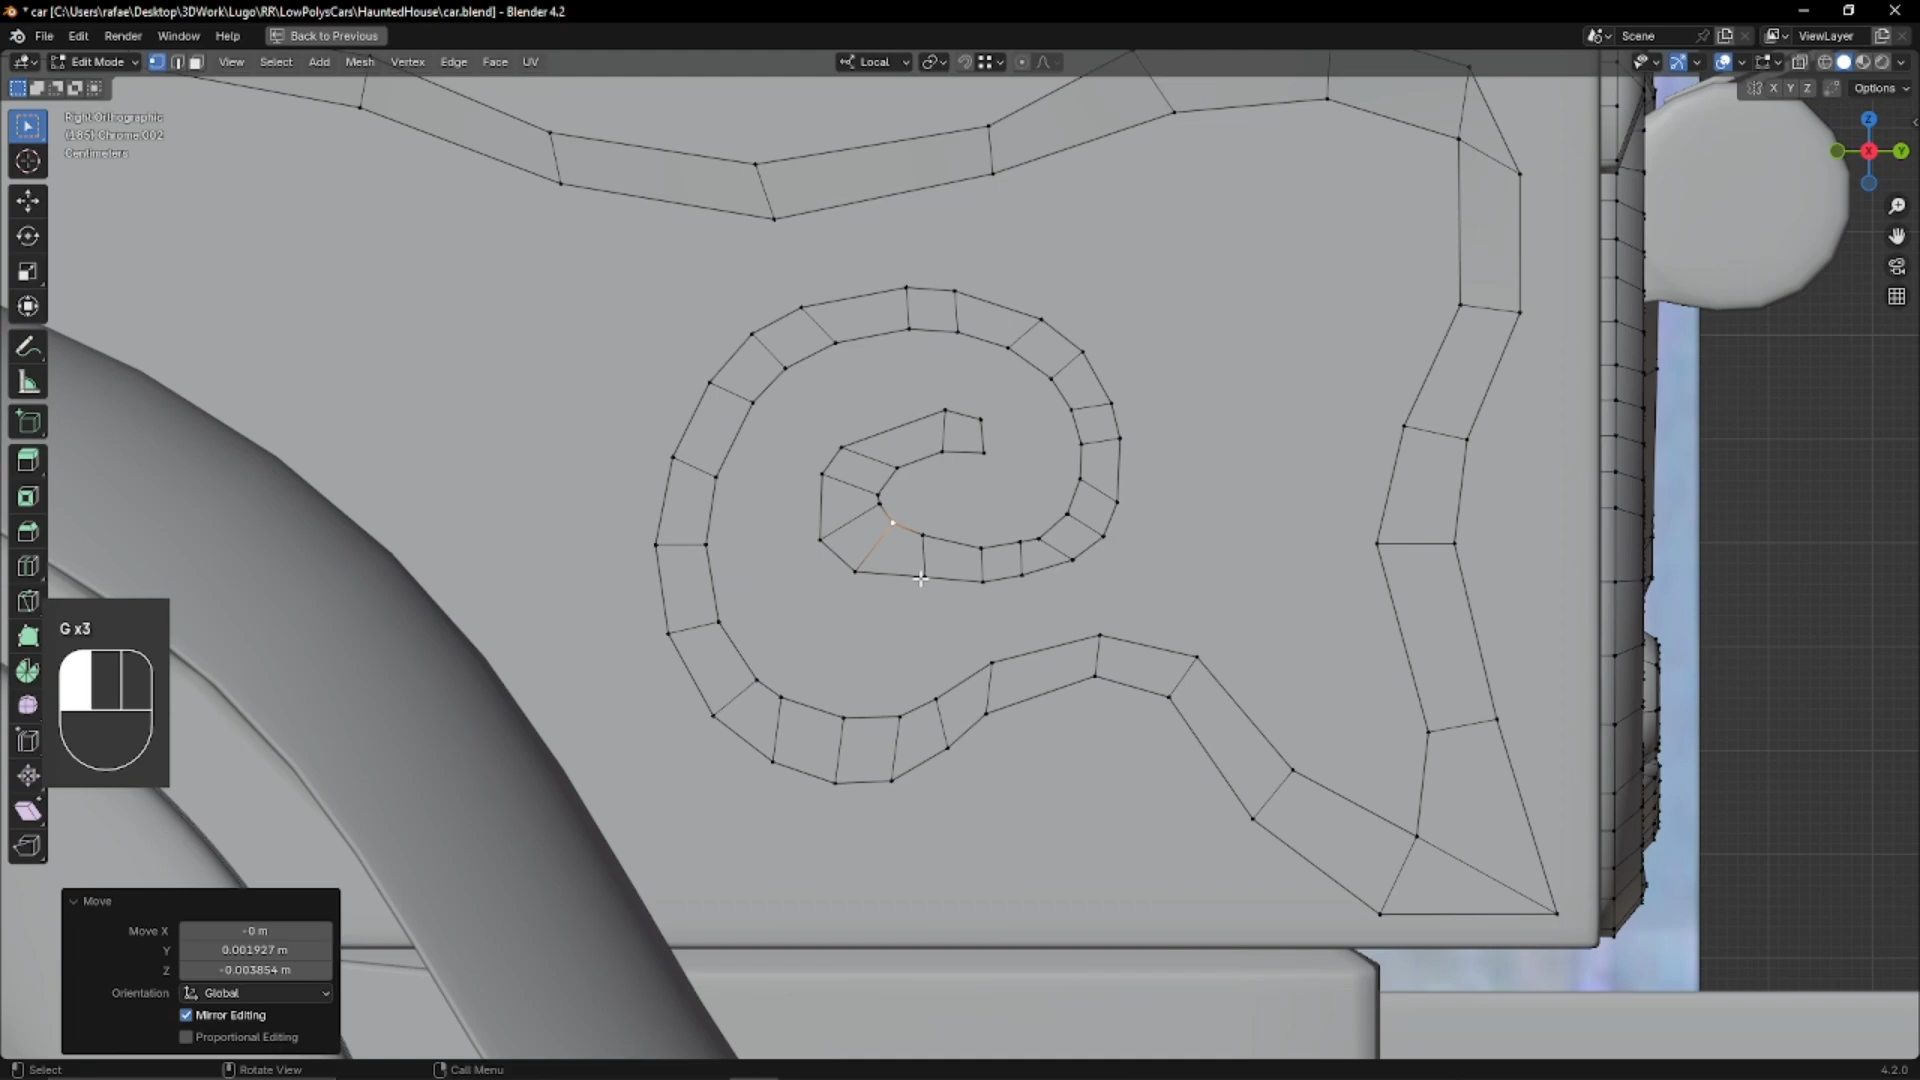 * car [C:\Users\rafae\Desktop\3DWork\Lugo\RR\LowPolysCars\HauntedHouse\car.blend] - Blender 4.2
File Edit Render Window Help Back to Previous Scene ViewLayer
Edit Mode View Select Add Mesh Vertex Edge Face UV Local
X Y Z Options
Right Orthographic
(185) Chrome.002
Centimeters
Z
X
Y
G x3
Move
Move X -0 m
Y 0.001927 m
Z -0.003854 m
Orientation Global
Mirror Editing
Proportional Editing
Select Rotate View Call Menu 4.2.0